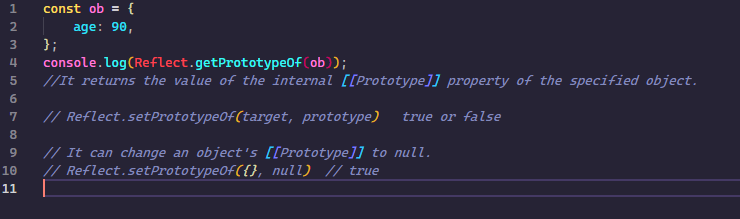 1 const ob = {
2     age: 90,
3 };
4 console.log(Reflect.getPrototypeOf(ob));
5 //It returns the value of the internal [[Prototype]] property of the specified object.
6
7 // Reflect.setPrototypeOf(target, prototype)   true or false
8
9 // It can change an object's [[Prototype]] to null.
10 // Reflect.setPrototypeOf({}, null)  // true
11